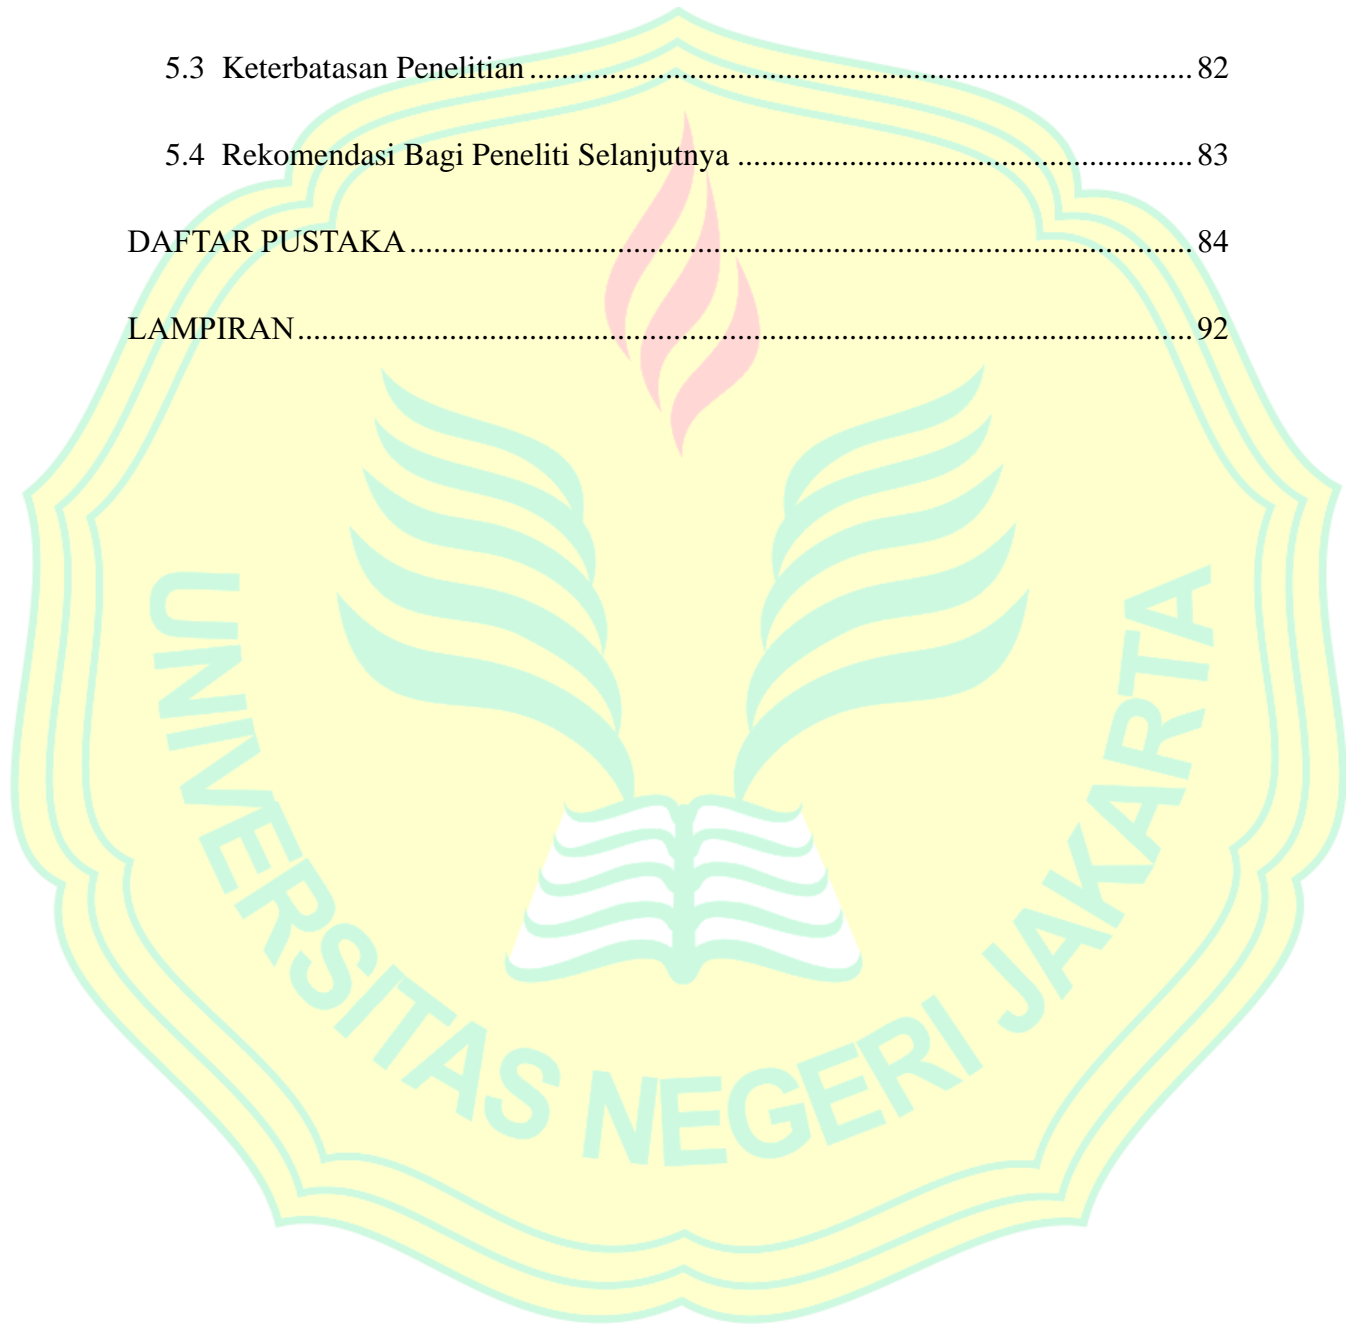 5.3 Keterbatasan Penelitian .................................................................................. 82
5.4 Rekomendasi Bagi Peneliti Selanjutnya ........................................................ 83
DAFTAR PUSTAKA ................................................................................................. 84
LAMPIRAN ............................................................................................................... 92
UNIVERSITAS NEGERI JAKARTA